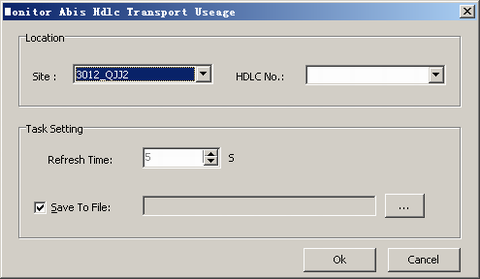 Monitor Abis Hdlc Transport Useage
Location
Site : 3012_QJJ2 HDLC No.:
Task Setting
Refresh Time: 5 S
Save To File: ...
Ok Cancel